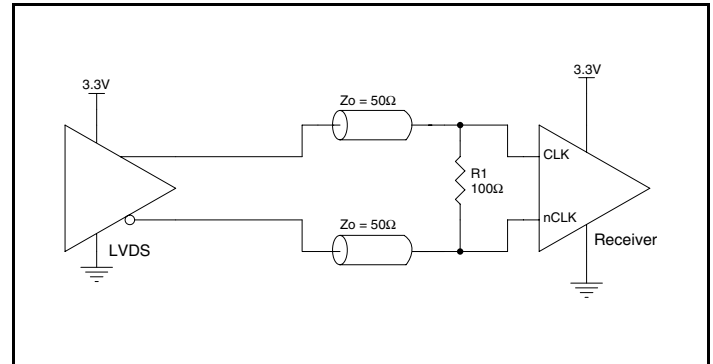 3.3V
3.3V
Zo = 50Ω
CLK
R1
100Ω
nCLK
Zo = 50Ω
Receiver
LVDS